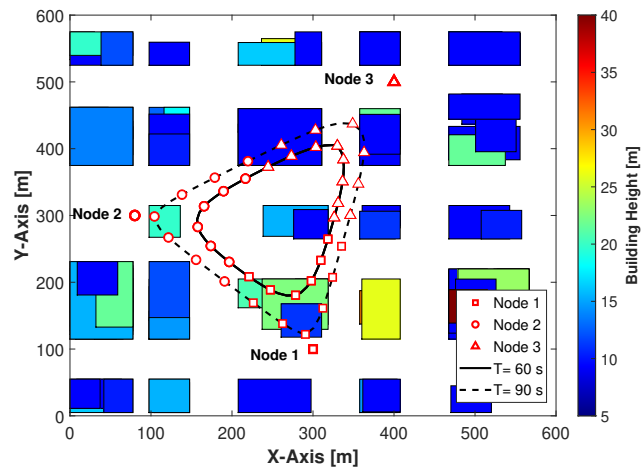 600
500
400
300
200
100
0
Y-Axis [m]
0 100 200 300 400 500 600
X-Axis [m]
Node 3
Node 2
Node 1
Node 1
Node 2
Node 3
T= 60 s
T= 90 s
40
35
30
25
20
15
10
5
Building Height [m]